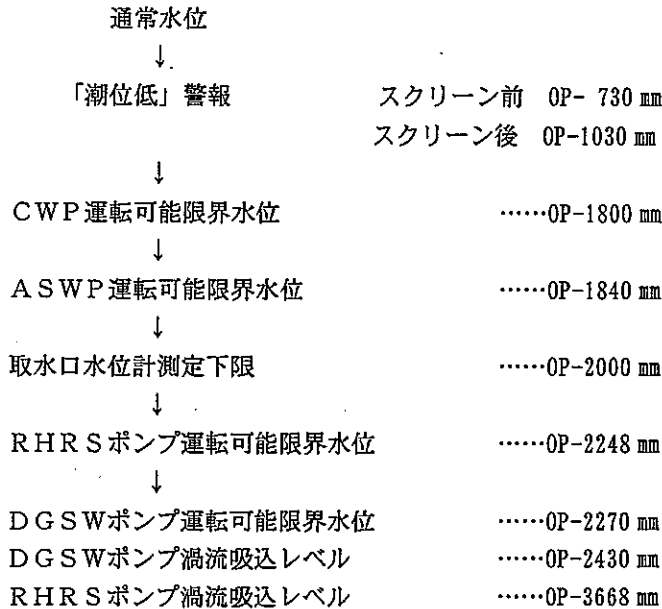 通常水位
↓
「潮位低」警報 スクリーン前 OP- 730 ㎜
スクリーン後 OP-1030 ㎜
↓
ＣＷＰ運転可能限界水位 ……OP-1800 ㎜
↓
ＡＳＷＰ運転可能限界水位 ……OP-1840 ㎜
↓
取水口水位計測定下限 ……OP-2000 ㎜
↓
ＲＨＲＳポンプ運転可能限界水位 ……OP-2248 ㎜
↓
ＤＧＳＷポンプ運転可能限界水位 ……OP-2270 ㎜
ＤＧＳＷポンプ渦流吸込レベル ……OP-2430 ㎜
ＲＨＲＳポンプ渦流吸込レベル ……OP-3668 ㎜